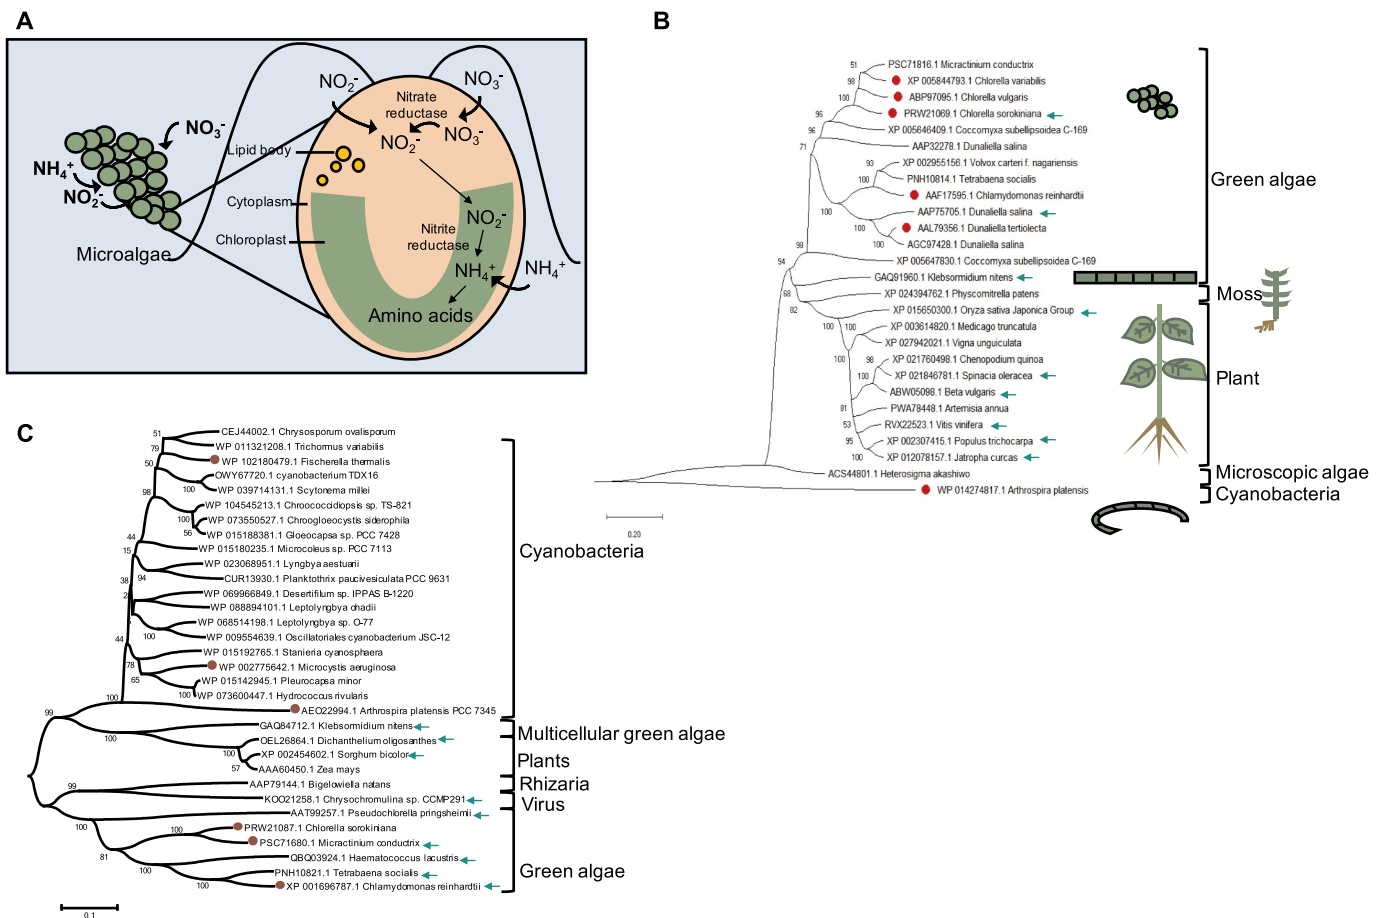 A
NO2-
NO3-
Nitrate
reductase
NO2-
NO3-
NO3-
Lipid body
NH4+
NO2-
Cytoplasm
NO2-
Chloroplast
Nitrite
reductase
Microalgae
NH4+
NH4+
Amino acids
B
51
PSC71816.1 Micractinium conductrix
98
XP 005844793.1 Chlorella variabilis
100
ABP97095.1 Chlorella vulgaris
96
PRW21069.1 Chlorella sorokiniana
96
XP 005646409.1 Coccomyxa subellipsoidea C-169
71
AAP32278.1 Dunaliella salina
93
XP 002955156.1 Volvox carteri f. nagariensis
100
PNH10814.1 Tetrabaena socialis
AAF17595.1 Chlamydomonas reinhardtii
100
AAP75705.1 Dunaliella salina
100
AAL79356.1 Dunaliella tertiolecta
100
AGC97428.1 Dunaliella salina
98
XP 005647830.1 Coccomyxa subellipsoidea C-169
94
GAQ91960.1 Klebsormidium nitens
68
XP 024394762.1 Physcomitrella patens
82
XP 015650300.1 Oryza sativa Japonica Group
100
100
XP 003614820.1 Medicago truncatula
XP 027942021.1 Vigna unguiculata
100
98
XP 021760498.1 Chenopodium quinoa
100
XP 021846781.1 Spinacia oleracea
ABW05098.1 Beta vulgaris
81
PWA78448.1 Artemisia annua
53
RVX22523.1 Vitis vinifera
95
XP 002307415.1 Populus trichocarpa
100
XP 012078157.1 Jatropha curcas
ACS44801.1 Heterosigma akashiwo
WP 014274817.1 Arthrospira platensis
0.20
Green algae
Moss
Plant
Microscopic algae
Cyanobacteria
C
51
CEJ44002.1 Chrysosporum ovalisporum
79
WP 011321208.1 Trichormus variabilis
50
WP 102180479.1 Fischerella thermalis
OWY67720.1 cyanobacterium TDX16
100
WP 039714131.1 Scytonema millei
98
WP 104545213.1 Chroococcidiopsis sp. TS-821
100
WP 073550527.1 Chroogloeocystis siderophila
56
WP 015188381.1 Gloeocapsa sp. PCC 7428
44
15
WP 015180235.1 Microcoleus sp. PCC 7113
WP 023068951.1 Lyngbya aestuarii
38
94
CUR13930.1 Planktothrix paucivesiculata PCC 9631
WP 069966849.1 Desertifilum sp. IPPAS B-1220
WP 088894101.1 Leptolyngbya ohadii
WP 068514198.1 Leptolyngbya sp. O-77
100
WP 009554639.1 Oscillatoriales cyanobacterium JSC-12
44
WP 015192765.1 Stanieria cyanosphaera
78
WP 002775642.1 Microcystis aeruginosa
65
WP 015142945.1 Pleurocapsa minor
100
WP 073600447.1 Hydrococcus rivularis
100
AEO22994.1 Arthrospira platensis PCC 7345
99
GAQ84712.1 Klebsormidium nitens
100
OEL26864.1 Dichanthelium oligosanthes
100
XP 002454602.1 Sorghum bicolor
57
AAA60450.1 Zea mays
99
AAP79144.1 Bigelowiella natans
KOO21258.1 Chrysochromulina sp. CCMP291
AAT99257.1 Pseudochlorella pringsheimii
100
100
PRW21087.1 Chlorella sorokiniana
PSC71680.1 Micractinium conductrix
81
QBQ03924.1 Haematococcus lacustris
100
PNH10821.1 Tetrabaena socialis
100
XP 001696787.1 Chlamydomonas reinhardtii
0.1
Cyanobacteria
Multicellular green algae
Plants
Rhizaria
Virus
Green algae